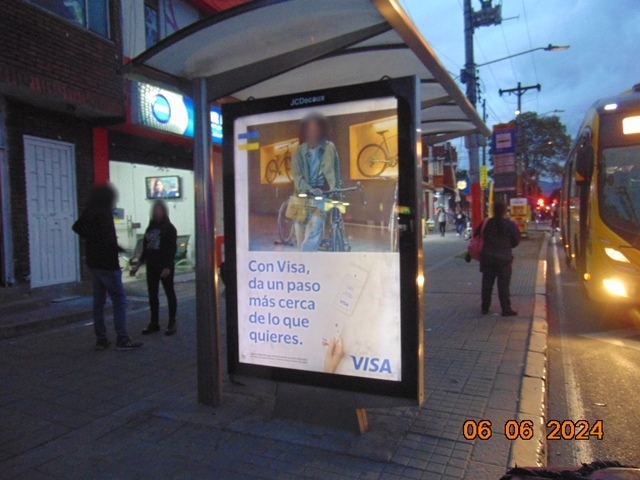 JCDecaux
Con Visa,
da un paso
más cerca
de lo que
quieres.
VISA
06 06 2024